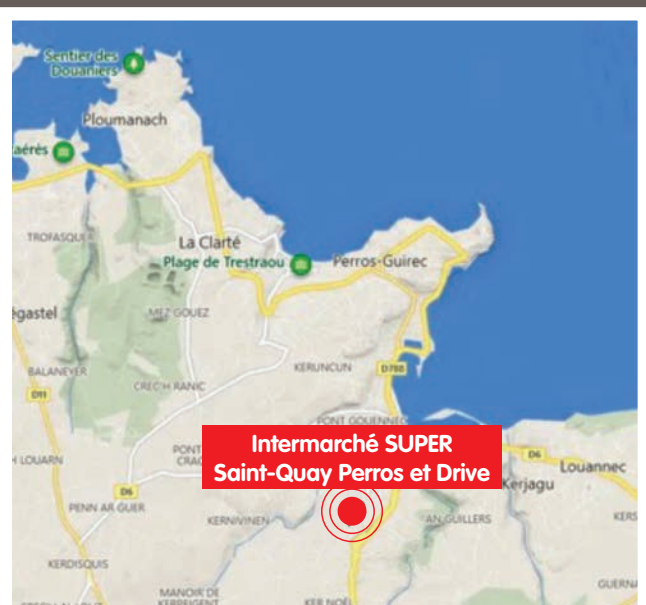 Sentier des
Douaniers
Ploumanach
aérès
TROFASQUE
La Clarté
Plage de Trestraou
Perros-Guirec
égastel
MEZ GOUEZ
BALANEYER
KERUNCUN
D788
D11
CREC'H RANIC
PONT GOUENNEC
Intermarché SUPER
Saint-Quay Perros et Drive
PONT
CRAC
D6
H LOUARN
Louannec
Kerjagu
D6
PENN AR GUER
KERNIVINEN
AN GUILLERS
KERS
KERDISQUIS
MANOIR DE
KERPRIGENT
KER NOËL
GUERNA